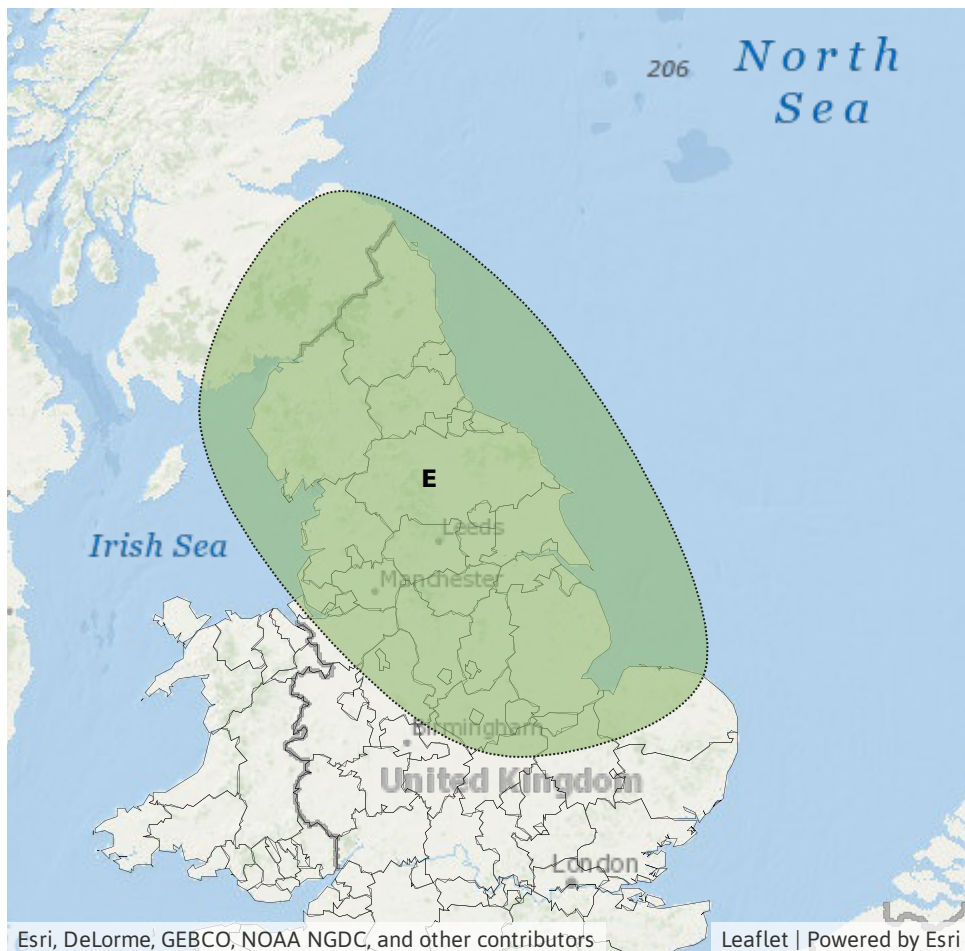 North
Sea
206
E
Leeds
Irish Sea
Manchester
Birmingham
United Kingdom
London
Esri, DeLorme, GEBCO, NOAA NGDC, and other contributors
Leaflet | Powered by Esri